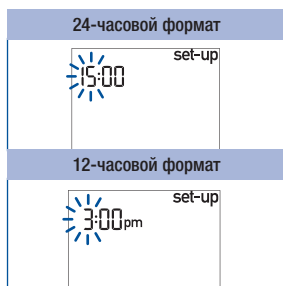 24-часовой формат
set-up
15:00
12-часовой формат
set-up
3:00pm